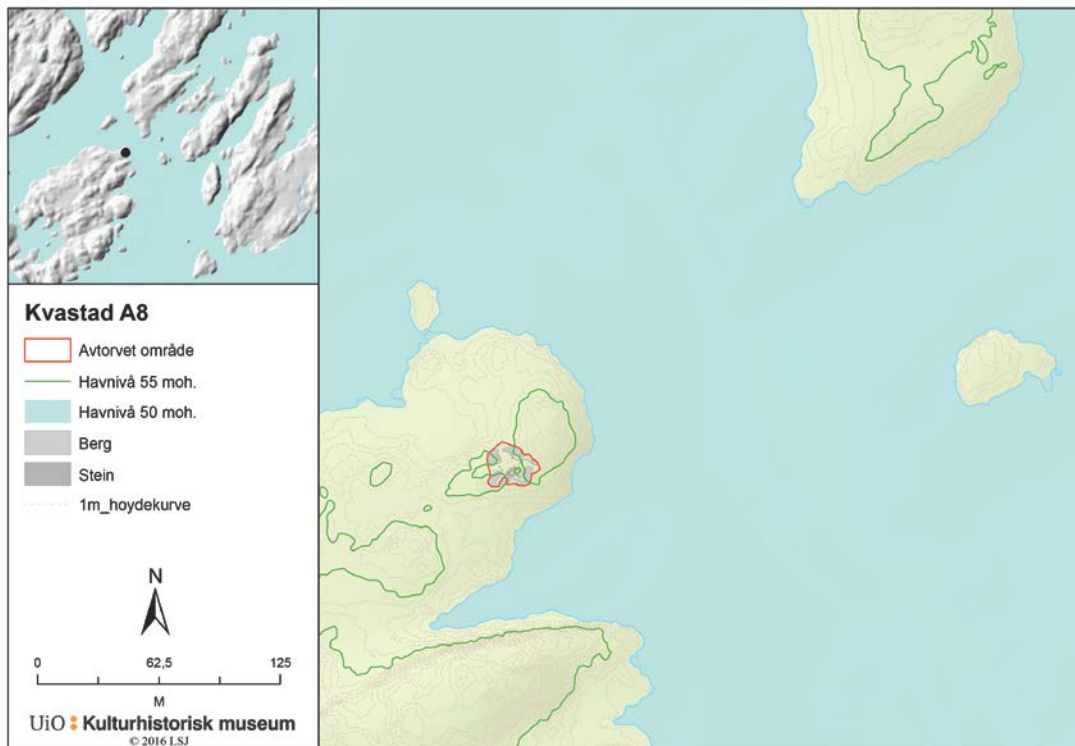 Kvastad A8
Avtorvet område
Havnivå 55 moh.
Havnivå 50 moh.
Berg
Stein
1m_hoydekurve
N
0 62,5 125
M
UiO Kulturhistorisk museum
© 2016 LSJ